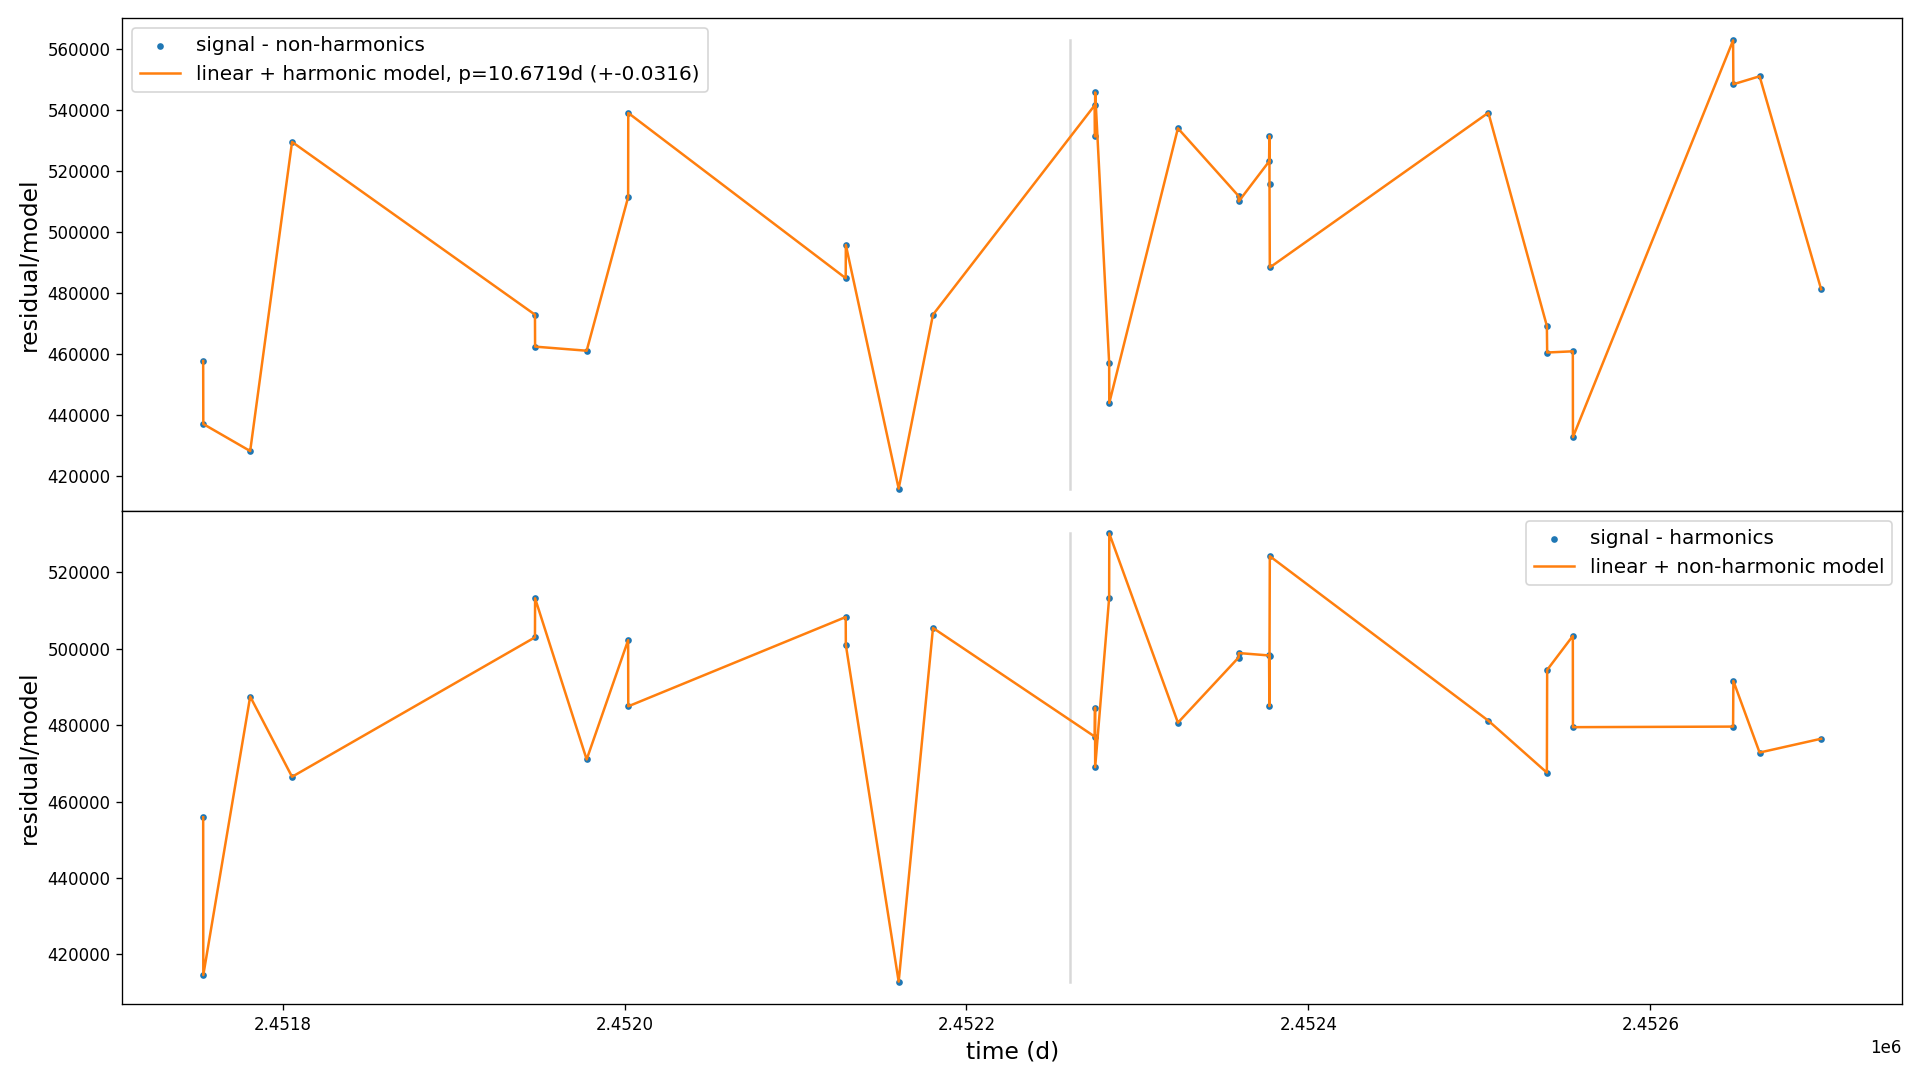 signal - non-harmonics
linear + harmonic model, p=10.6719d (+-0.0316)
560000
540000
520000
500000
480000
460000
440000
420000
residual/model
signal - harmonics
linear + non-harmonic model
520000
500000
480000
460000
440000
420000
residual/model
2.4518 2.4520 2.4522 2.4524 2.4526
1e6
time (d)